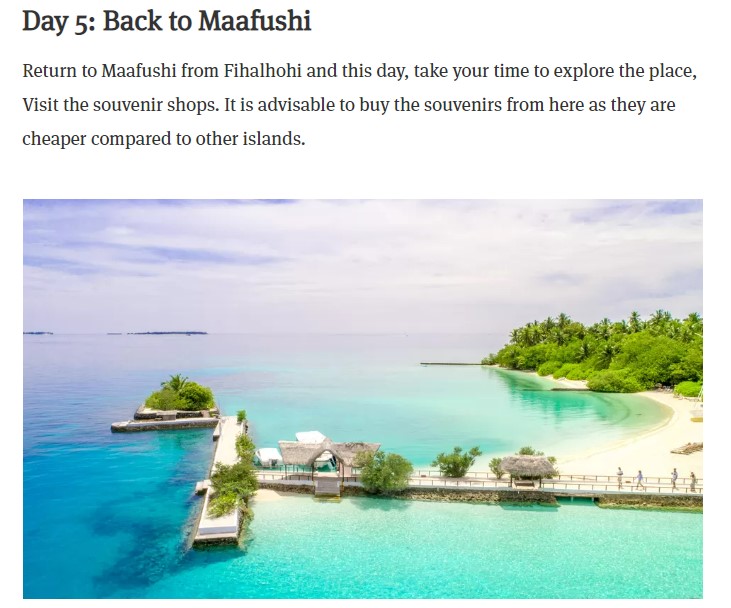 Day 5: Back to Maafushi
Return to Maafushi from Fihalhohi and this day, take your time to explore the place,
Visit the souvenir shops. It is advisable to buy the souvenirs from here as they are
cheaper compared to other islands.